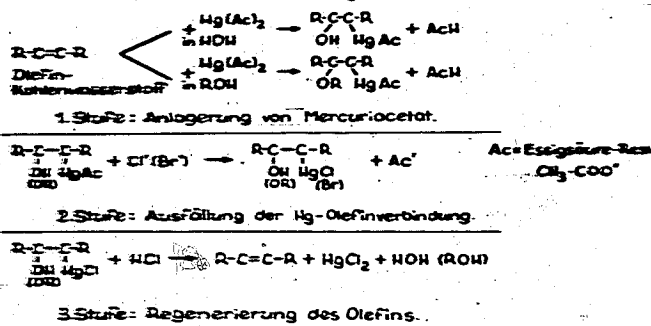 + Hg(Ac)₂ in HOH → R-C-C-R + AcH
OH HgAc
R-C=C-R
Olefin-Kohlenwasserstoff
+ Hg(Ac)₂ in ROH → R-C-C-R + AcH
OR HgAc
1. Stufe: Anlagerung von Mercuriacetat.
R-C-C-R + Cl'(Br') → R-C-C-R + Ac'
OH HgAc OH HgCl
(OR) (OR) (Br)
Ac = Essigsäure-Rest
CH₃-COO'
2. Stufe: Ausfällung der Hg-Olefinverbindung.
R-C-C-R + HCl → R-C=C-R + HgCl₂ + HOH (ROH)
OH HgCl
(OR)
3. Stufe: Regenerierung des Olefins.